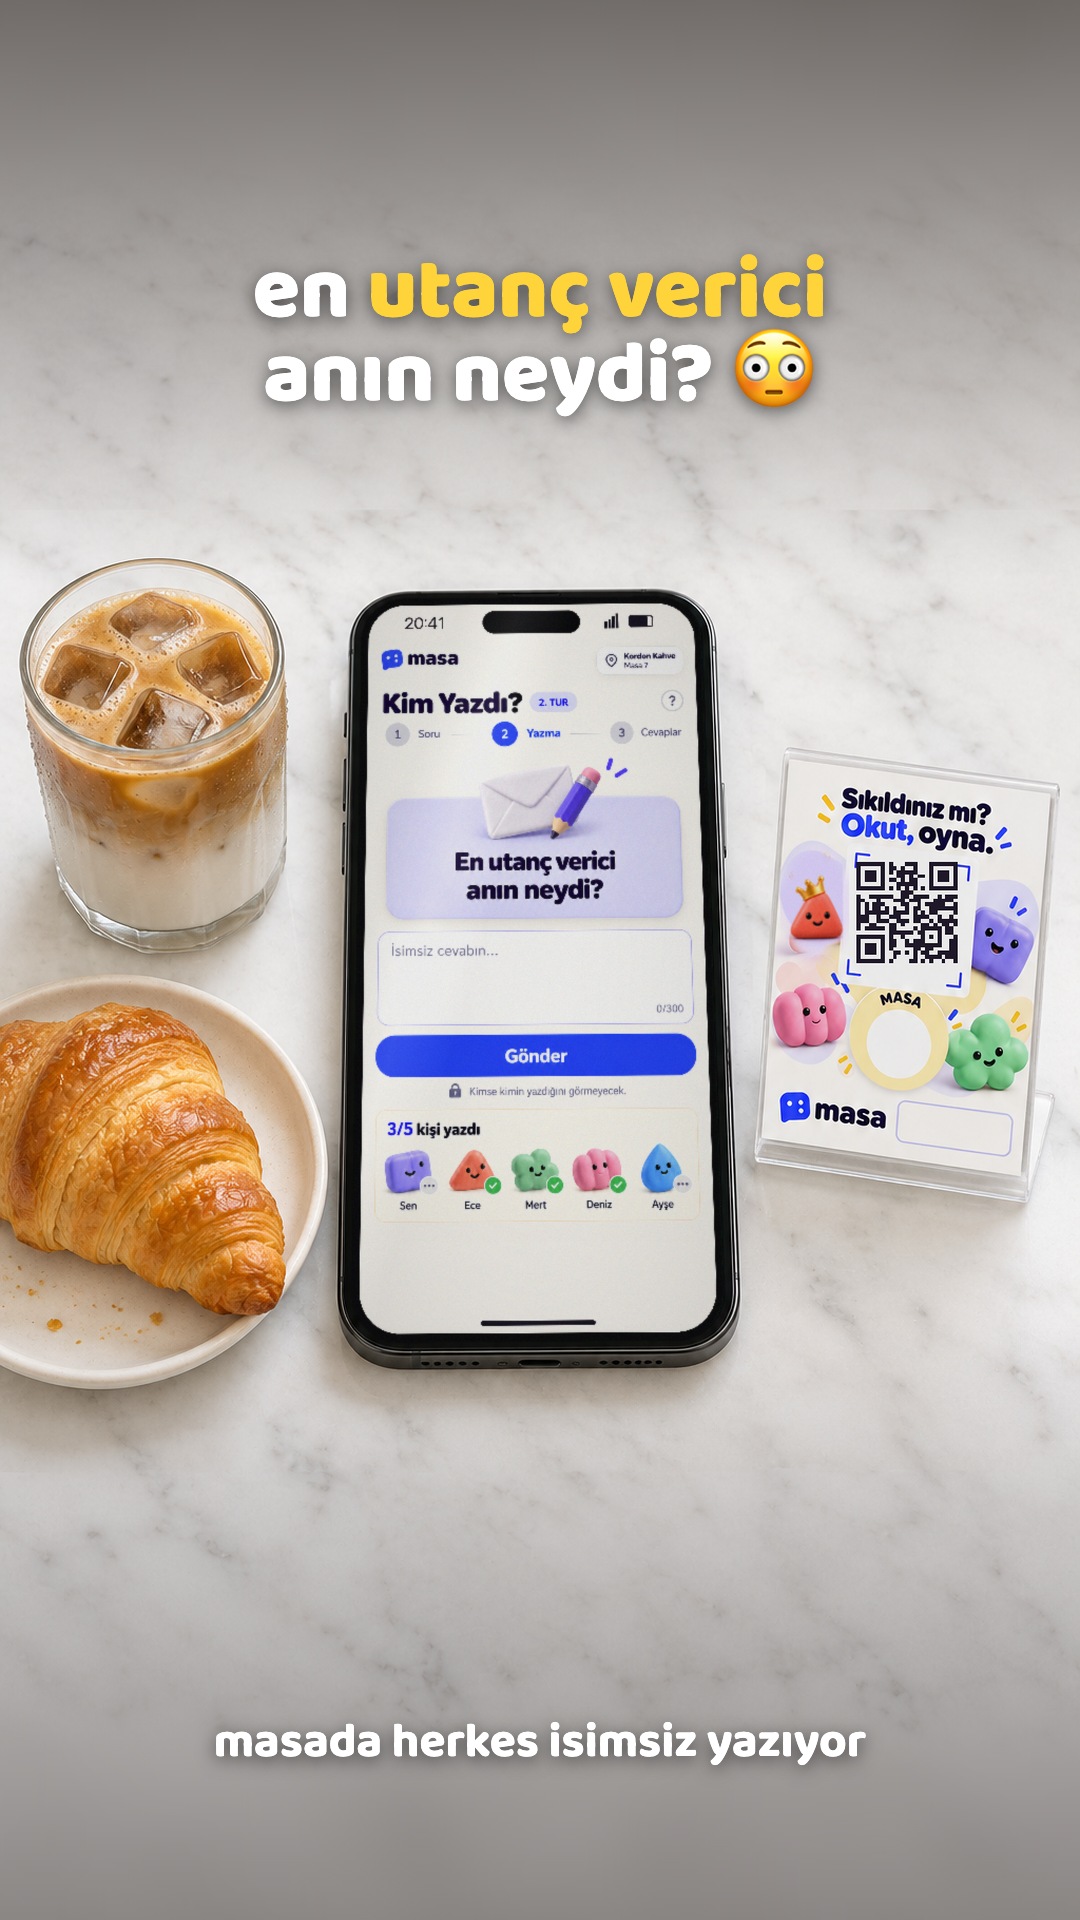 en utanç verici
anın neydi? 😳
20:41
masa
Kordon Kahve
Masa 7
Kim Yazdı?
2. TUR
?
1 Soru
2 Yazma
3 Cevaplar
En utanç verici
anın neydi?
İsimsiz cevabın...
0/300
Gönder
Kimse kimin yazdığını görmeyecek.
3/5 kişi yazdı
Sen
Ece
Mert
Deniz
Ayşe
Sıkıldınız mı?
Okut, oyna.
MASA
masa
masada herkes isimsiz yazıyor